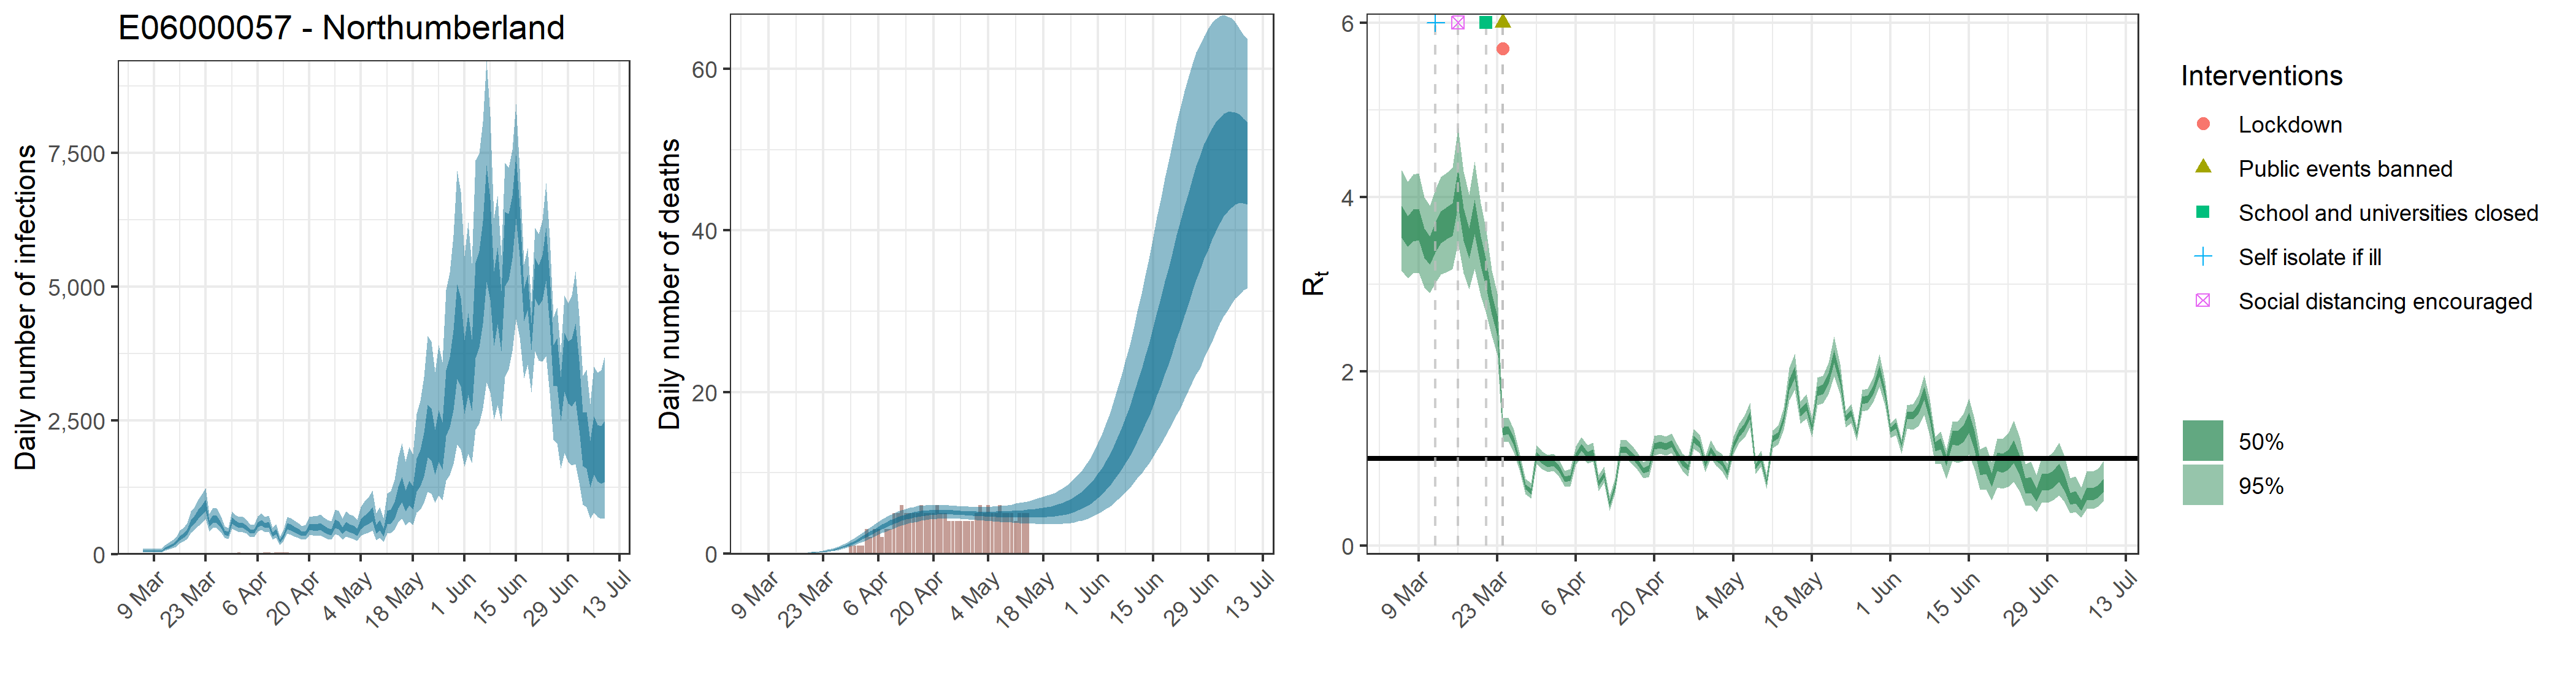 E06000057 - Northumberland
Daily number of infections
7,500
5,000
2,500
0
9 Mar
23 Mar
6 Apr
20 Apr
4 May
18 May
1 Jun
15 Jun
29 Jun
13 Jul
Daily number of deaths
60
40
20
0
9 Mar
23 Mar
6 Apr
20 Apr
4 May
18 May
1 Jun
15 Jun
29 Jun
13 Jul
Rt
6
4
2
0
9 Mar
23 Mar
6 Apr
20 Apr
4 May
18 May
1 Jun
15 Jun
29 Jun
13 Jul
Interventions
Lockdown
Public events banned
School and universities closed
Self isolate if ill
Social distancing encouraged
50%
95%